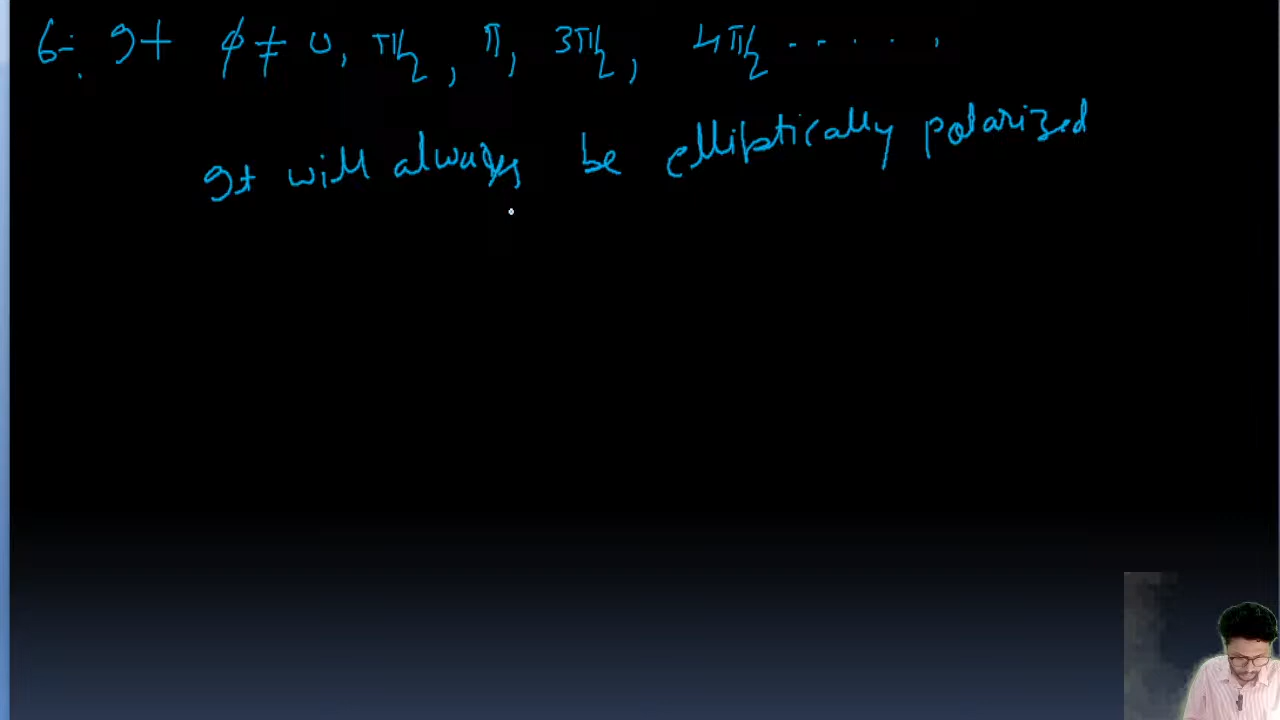 6:- If φ ≠ 0, π/2, π, 3π/2, 4π/2 - - . . . ,
It will always be elliptically polarized